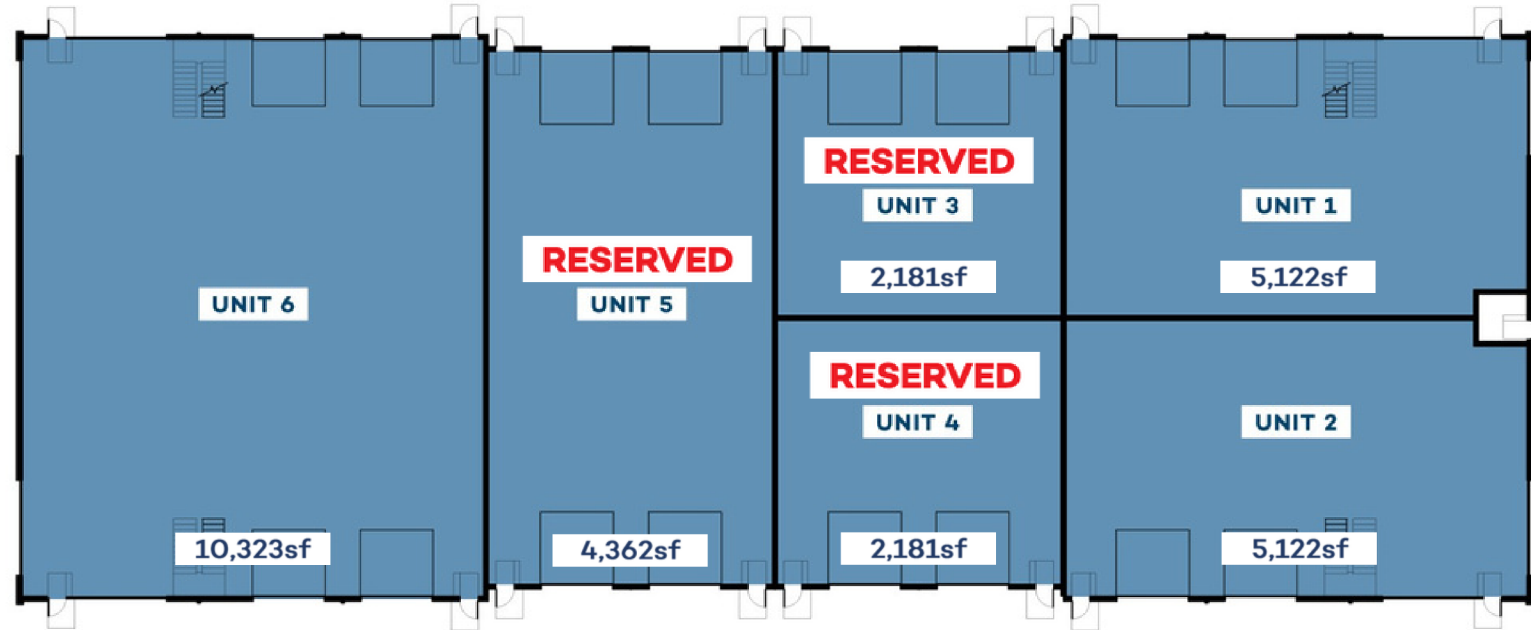 UNIT 6
10,323sf
RESERVED
UNIT 5
4,362sf
RESERVED
UNIT 3
2,181sf
RESERVED
UNIT 4
2,181sf
UNIT 1
5,122sf
UNIT 2
5,122sf